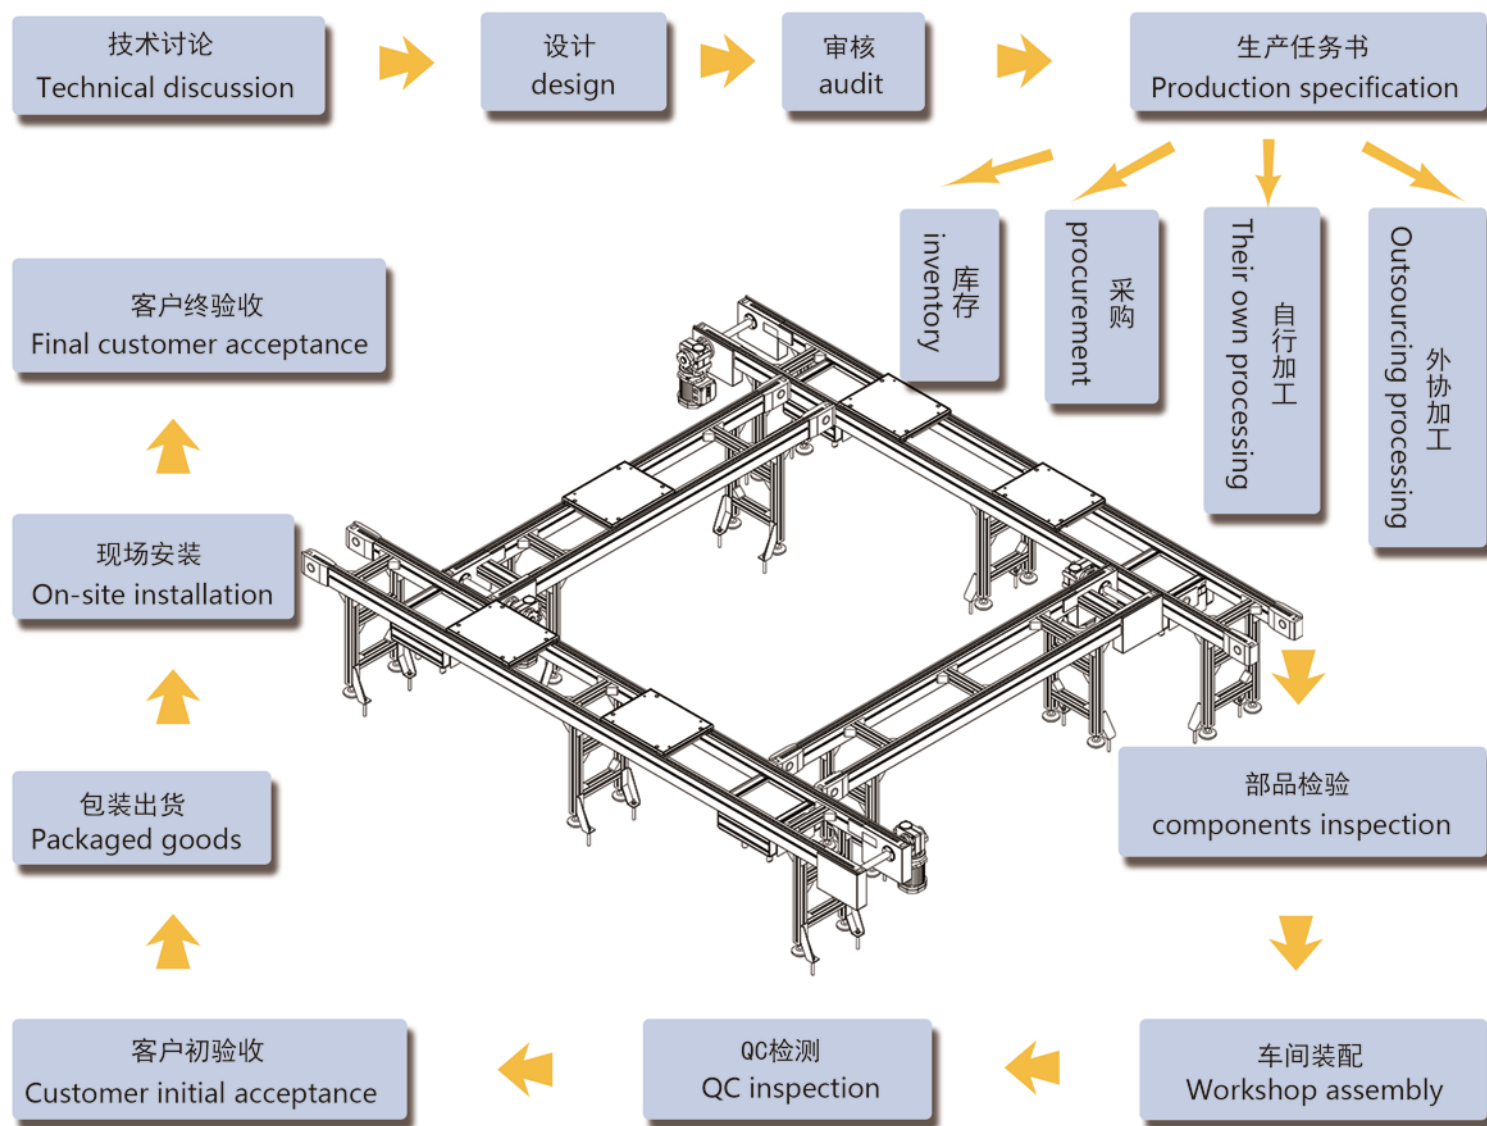 技术讨论
Technical discussion
设计
design
审核
audit
生产任务书
Production specification
库存
inventory
采购
procurement
自行加工
Their own processing
外协加工
Outsourcing processing
部品检验
components inspection
车间装配
Workshop assembly
QC检测
QC inspection
客户初验收
Customer initial acceptance
包装出货
Packaged goods
现场安装
On-site installation
客户终验收
Final customer acceptance